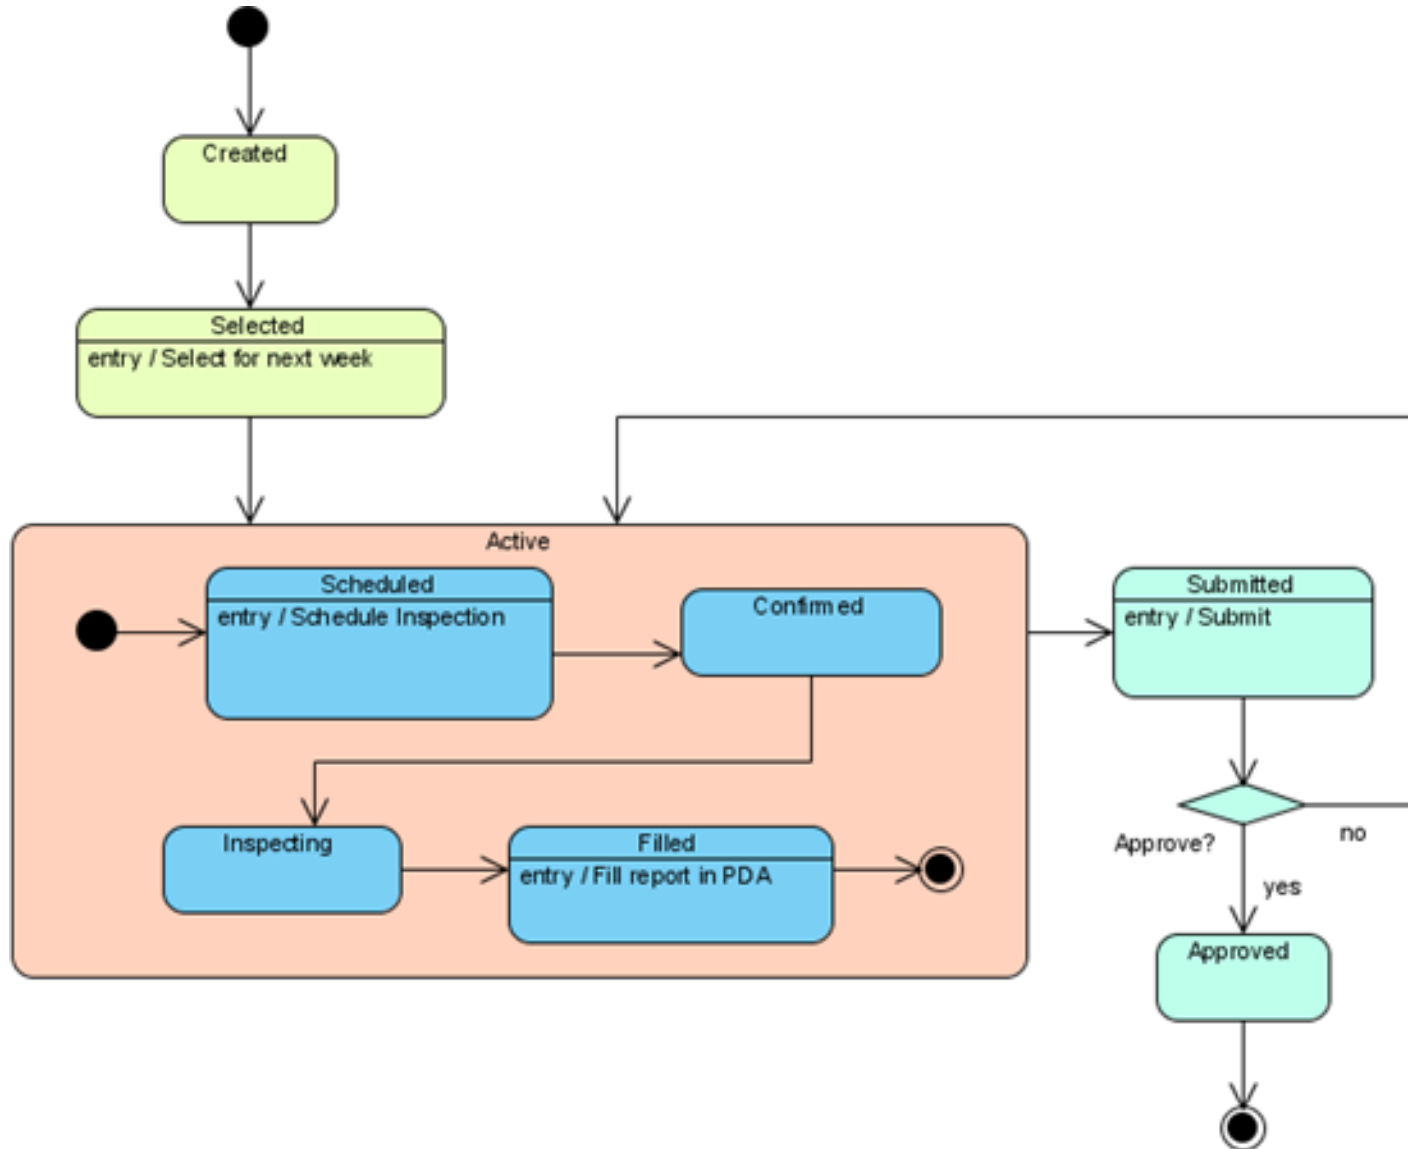 Created
Selected
entry / Select for next week
Active
Scheduled
entry / Schedule Inspection
Confirmed
Submitted
entry / Submit
Inspecting
Filled
entry / Fill report in PDA
Approve?
no
yes
Approved